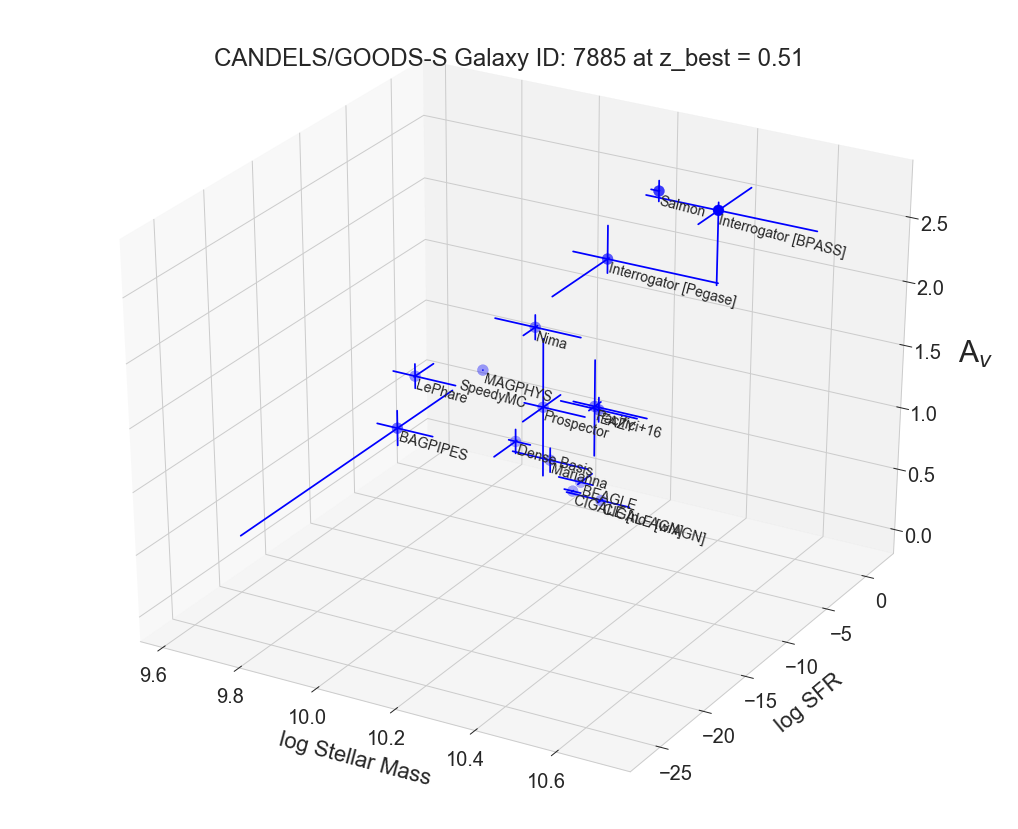 CANDELS/GOODS-S Galaxy ID: 7885 at z_best = 0.51
Salmon
Interrogator [BPASS]
Interrogator [Pegase]
Nima
MAGPHYS
LePhare
SpeedyMC
Prospector
BAGPIPES
Dense Basis
Marianna
BEAGLE
2.5
2.0
1.5
1.0
0.5
0.0
A_v
0
−5
−10
−15
−20
−25
log SFR
9.6
9.8
10.0
10.2
10.4
10.6
log Stellar Mass